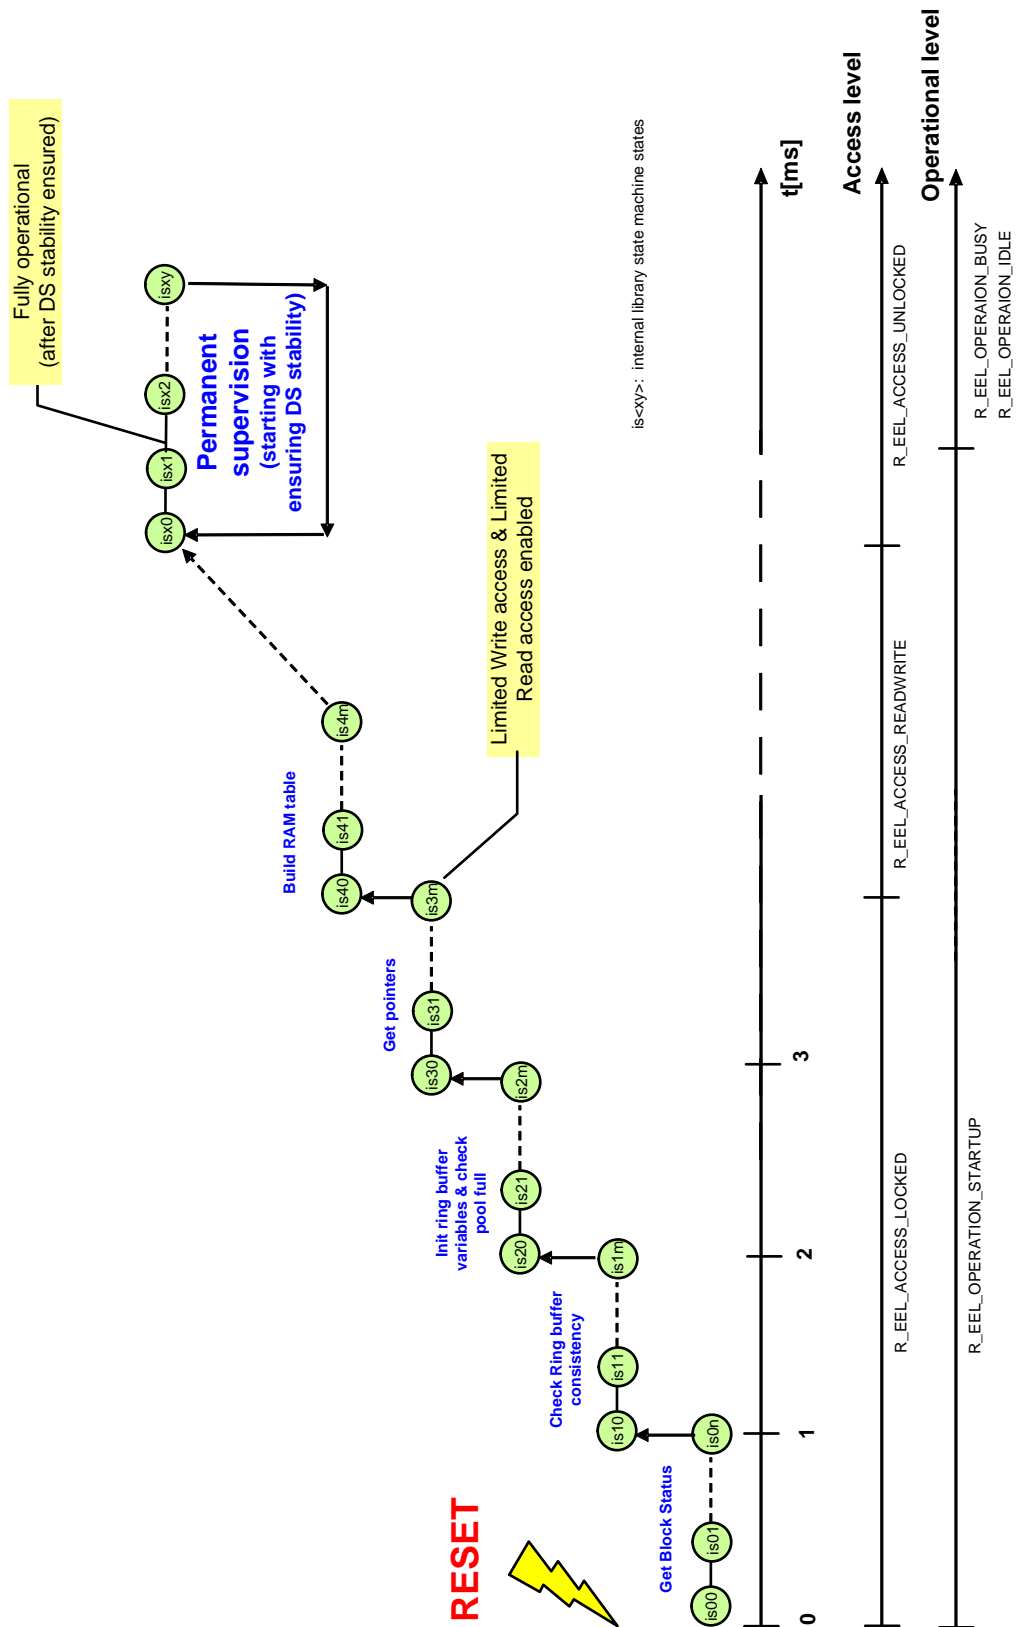 Fully operational
(after DS stability ensured)
isx0
isx1
isx2
isxy
Permanent
supervision
(starting with
ensuring DS stability)
Build RAM table
is40
is41
is4m
Limited Write access & Limited
Read access enabled
Get pointers
is30
is31
is3m
Init ring buffer
variables & check
pool full
is20
is21
is2m
Check Ring buffer
consistency
is10
is11
is1m
RESET
Get Block Status
is00
is01
is0n
is<xy>: internal library state machine states
0
1
2
3
t[ms]
Access level
R_EEL_ACCESS_LOCKED
R_EEL_ACCESS_READWRITE
R_EEL_ACCESS_UNLOCKED
Operational level
R_EEL_OPERATION_STARTUP
R_EEL_OPERAION_BUSY
R_EEL_OPERAION_IDLE